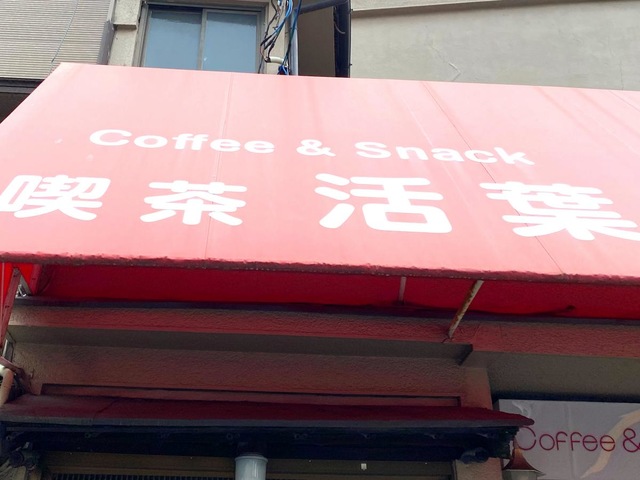 Coffee & Snack
喫茶 活葉
Coffee &